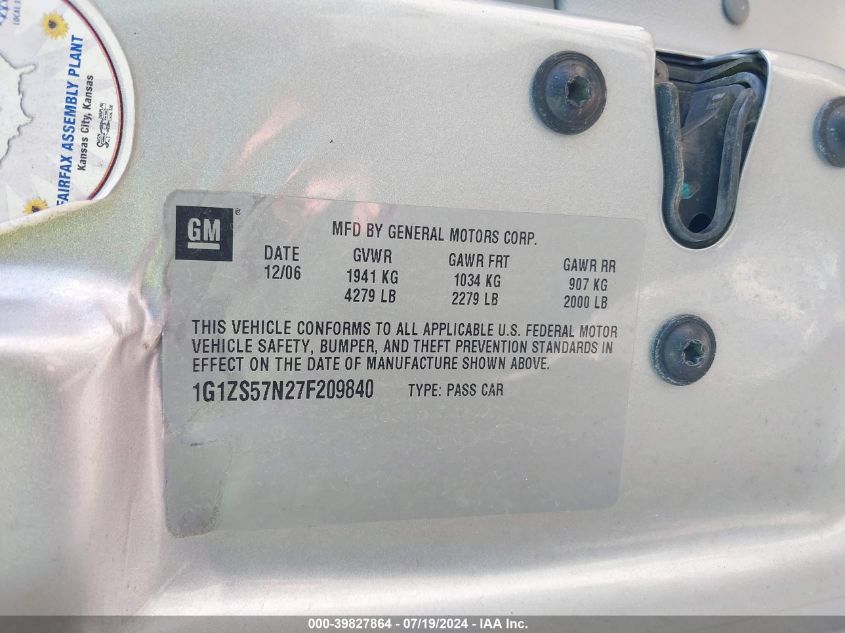 FAIRFAX ASSEMBLY PLANT
Kansas City, Kansas
GM ®
MFD BY GENERAL MOTORS CORP.
DATE GVWR GAWR FRT GAWR RR
12/06 1941 KG 1034 KG 907 KG
4279 LB 2279 LB 2000 LB
THIS VEHICLE CONFORMS TO ALL APPLICABLE U.S. FEDERAL MOTOR
VEHICLE SAFETY, BUMPER, AND THEFT PREVENTION STANDARDS IN
EFFECT ON THE DATE OF MANUFACTURE SHOWN ABOVE.
1G1ZS57N27F209840 TYPE: PASS CAR
000-39827864 / 07/19/2024 - IAA Inc.